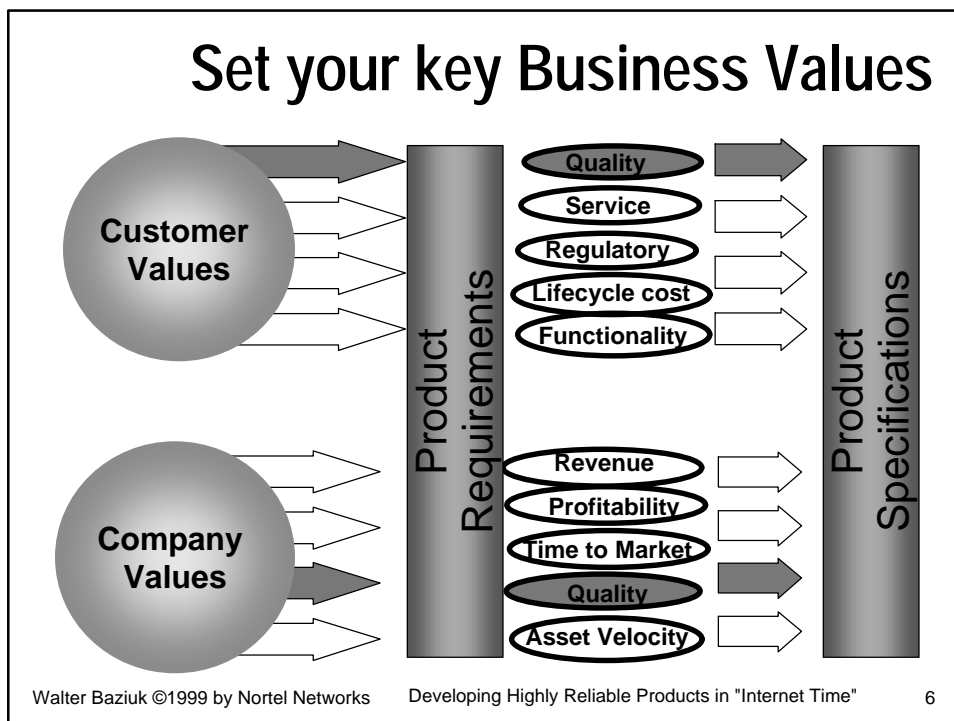 Set your key Business Values
Customer
Values
Product
Requirements
Quality
Service
Regulatory
Lifecycle cost
Functionality
Product
Specifications
Company
Values
Revenue
Profitability
Time to Market
Quality
Asset Velocity
Walter Baziuk ©1999 by Nortel Networks
Developing Highly Reliable Products in "Internet Time"
6